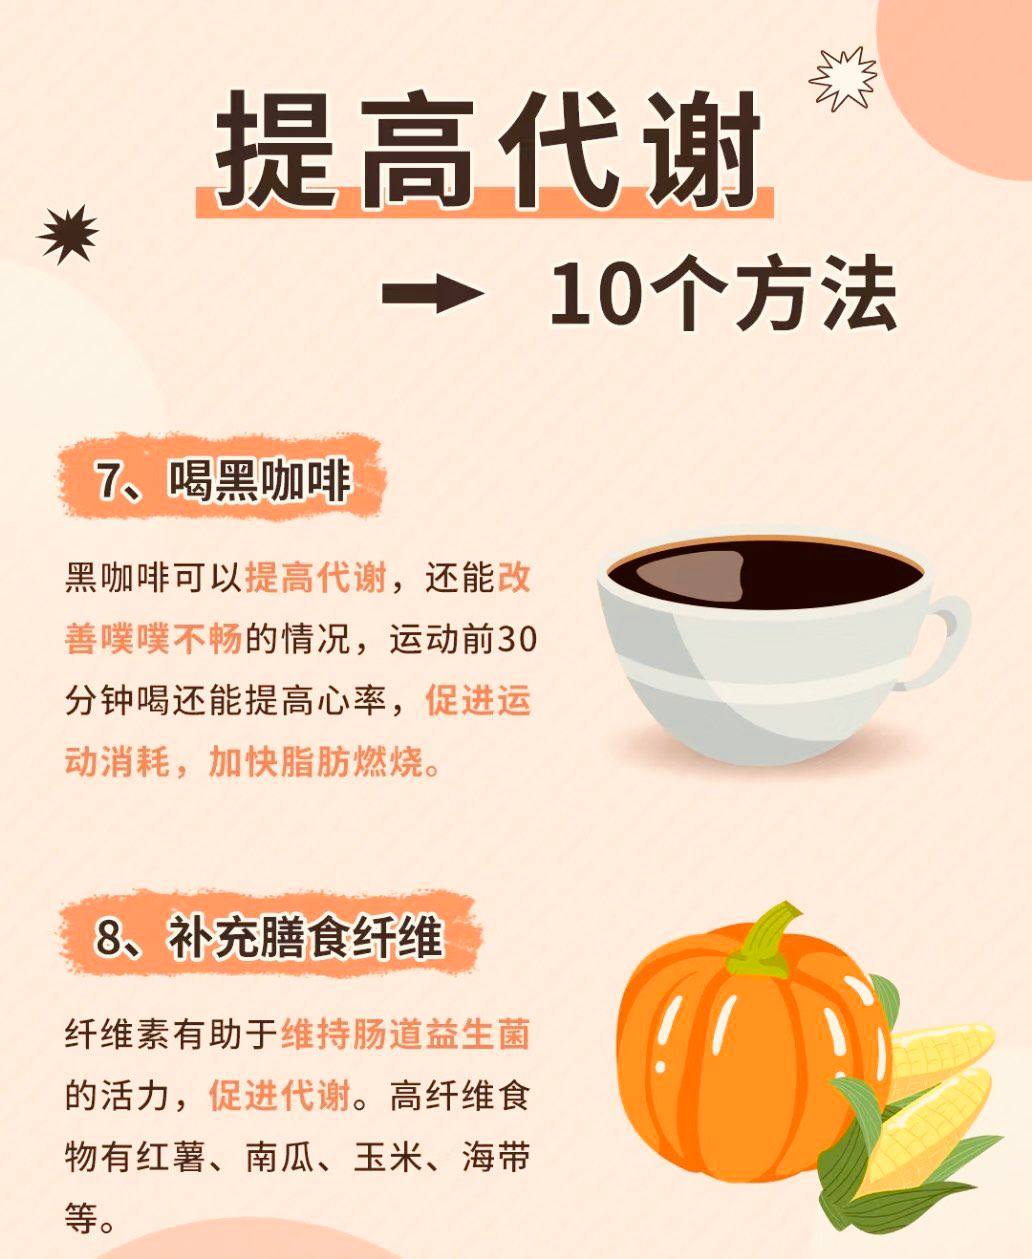 提高代谢
10个方法
7、喝黑咖啡
黑咖啡可以提高代谢，还能改
善噗噗不畅的情况，运动前30
分钟喝还能提高心率，促进运
动消耗，加快脂肪燃烧。
8、补充膳食纤维
纤维素有助于维持肠道益生菌
的活力，促进代谢。高纤维食
物有红薯、南瓜、玉米、海带
等。